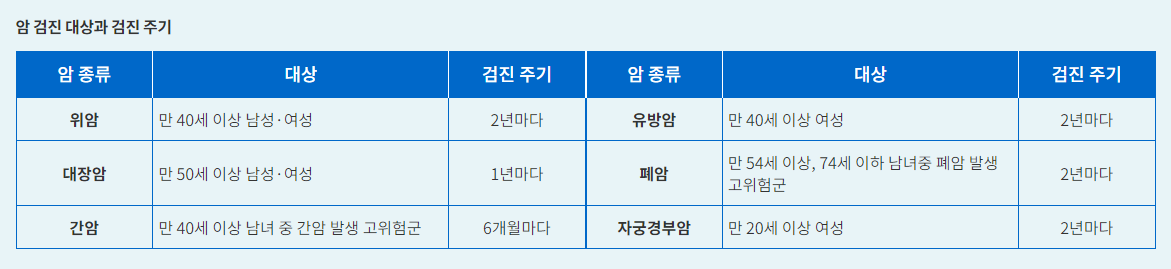 암 검진 대상과 검진 주기
암 종류 대상 검진 주기 암 종류 대상 검진 주기
위암 만 40세 이상 남성·여성 2년마다 유방암 만 40세 이상 여성 2년마다
대장암 만 50세 이상 남성·여성 1년마다 폐암 만 54세 이상, 74세 이하 남녀중 폐암 발생
고위험군 2년마다
간암 만 40세 이상 남녀 중 간암 발생 고위험군 6개월마다 자궁경부암 만 20세 이상 여성 2년마다